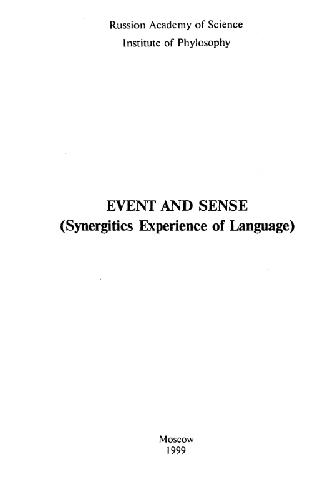 Russion Academy of Science
Institute of Phylosophy
EVENT AND SENSE
(Synergitics Experience of Language)
Moscow
1999